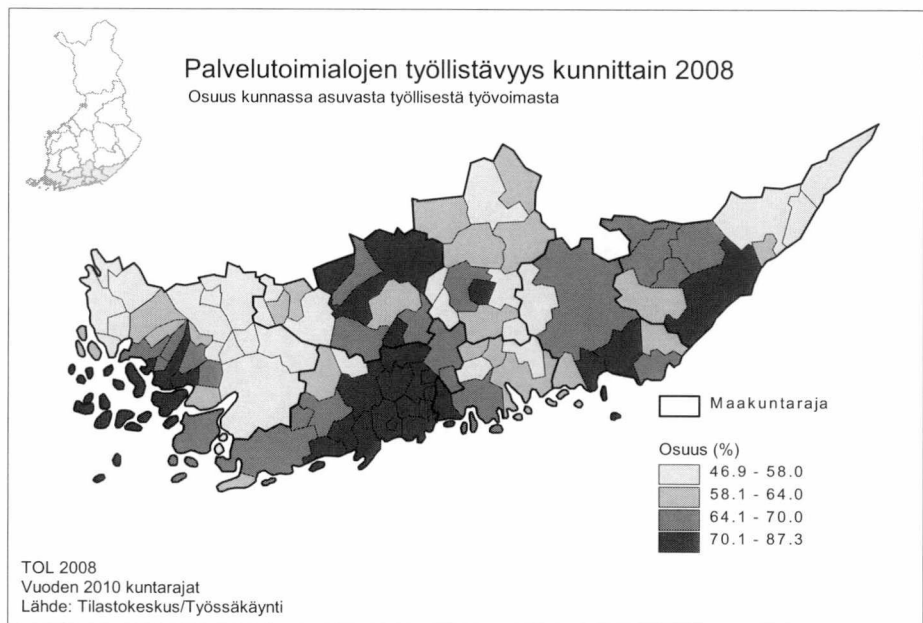 Palvelutoimialojen työllistävyys kunnittain 2008
Osuus kunnassa asuvasta työllisestä työvoimasta
Maakuntaraja
Osuus (%)
46.9 - 58.0
58.1 - 64.0
64.1 - 70.0
70.1 - 87.3
TOL 2008
Vuoden 2010 kuntarajat
Lähde: Tilastokeskus/Työssäkäynti